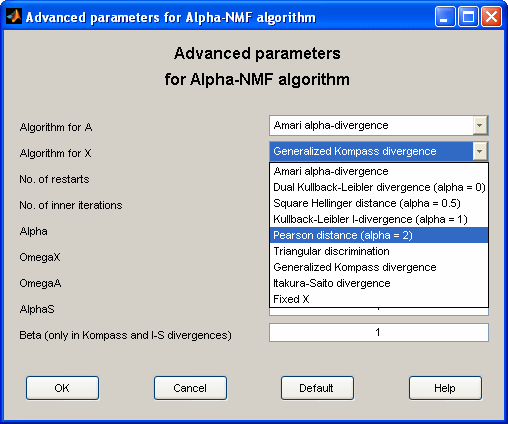 Advanced parameters for Alpha-NMF algorithm
Advanced parameters
for Alpha-NMF algorithm
Algorithm for A
Amari alpha-divergence
Algorithm for X
Generalized Kompass divergence
No. of restarts
No. of inner iterations
Alpha
OmegaX
OmegaA
AlphaS
Amari alpha-divergence
Dual Kullback-Leibler divergence (alpha = 0)
Square Hellinger distance (alpha = 0.5)
Kullback-Leibler I-divergence (alpha = 1)
Pearson distance (alpha = 2)
Triangular discrimination
Generalized Kompass divergence
Itakura-Saito divergence
Fixed X
Beta (only in Kompass and I-S divergences)
1
OK
Cancel
Default
Help